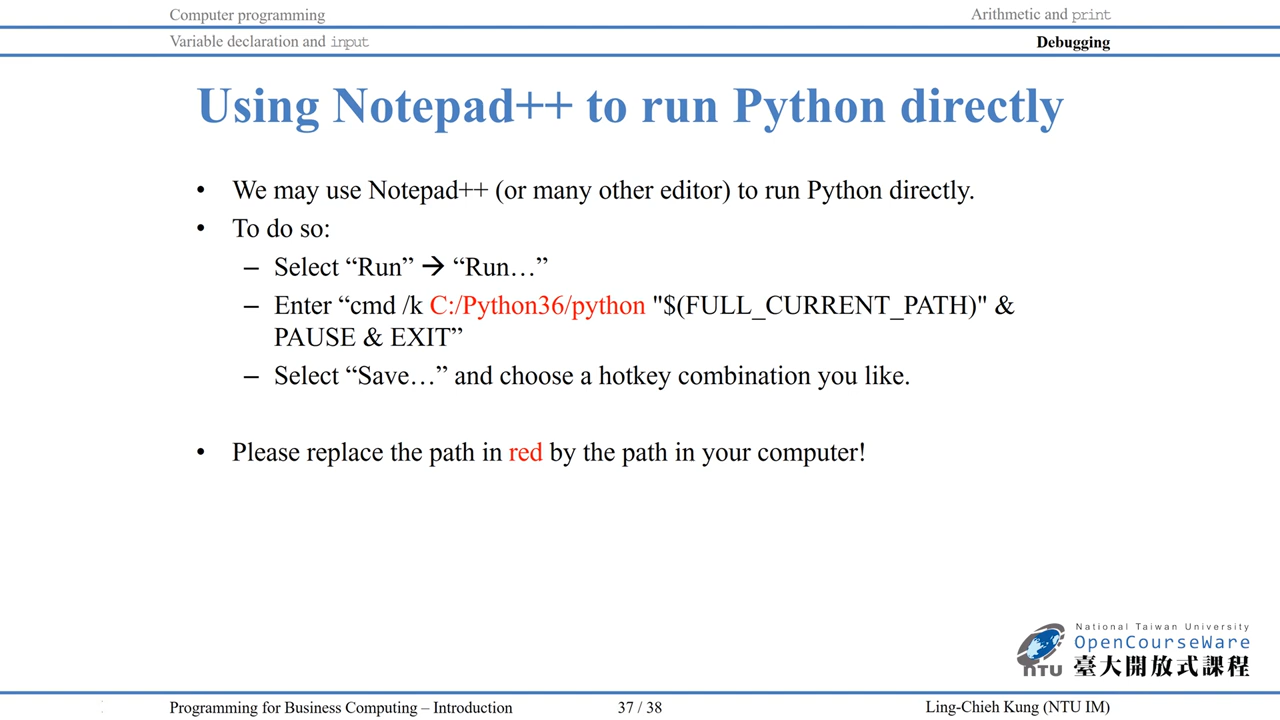 Computer programming
Arithmetic and print
Variable declaration and input
Debugging
Using Notepad++ to run Python directly
• We may use Notepad++ (or many other editor) to run Python directly.
• To do so:
– Select “Run” → “Run…”
– Enter “cmd /k C:/Python36/python "$(FULL_CURRENT_PATH)" &
PAUSE & EXIT”
– Select “Save…” and choose a hotkey combination you like.
• Please replace the path in red by the path in your computer!
National Taiwan University
OpenCourseWare
NTU 臺大開放式課程
Programming for Business Computing – Introduction
37 / 38
Ling-Chieh Kung (NTU IM)